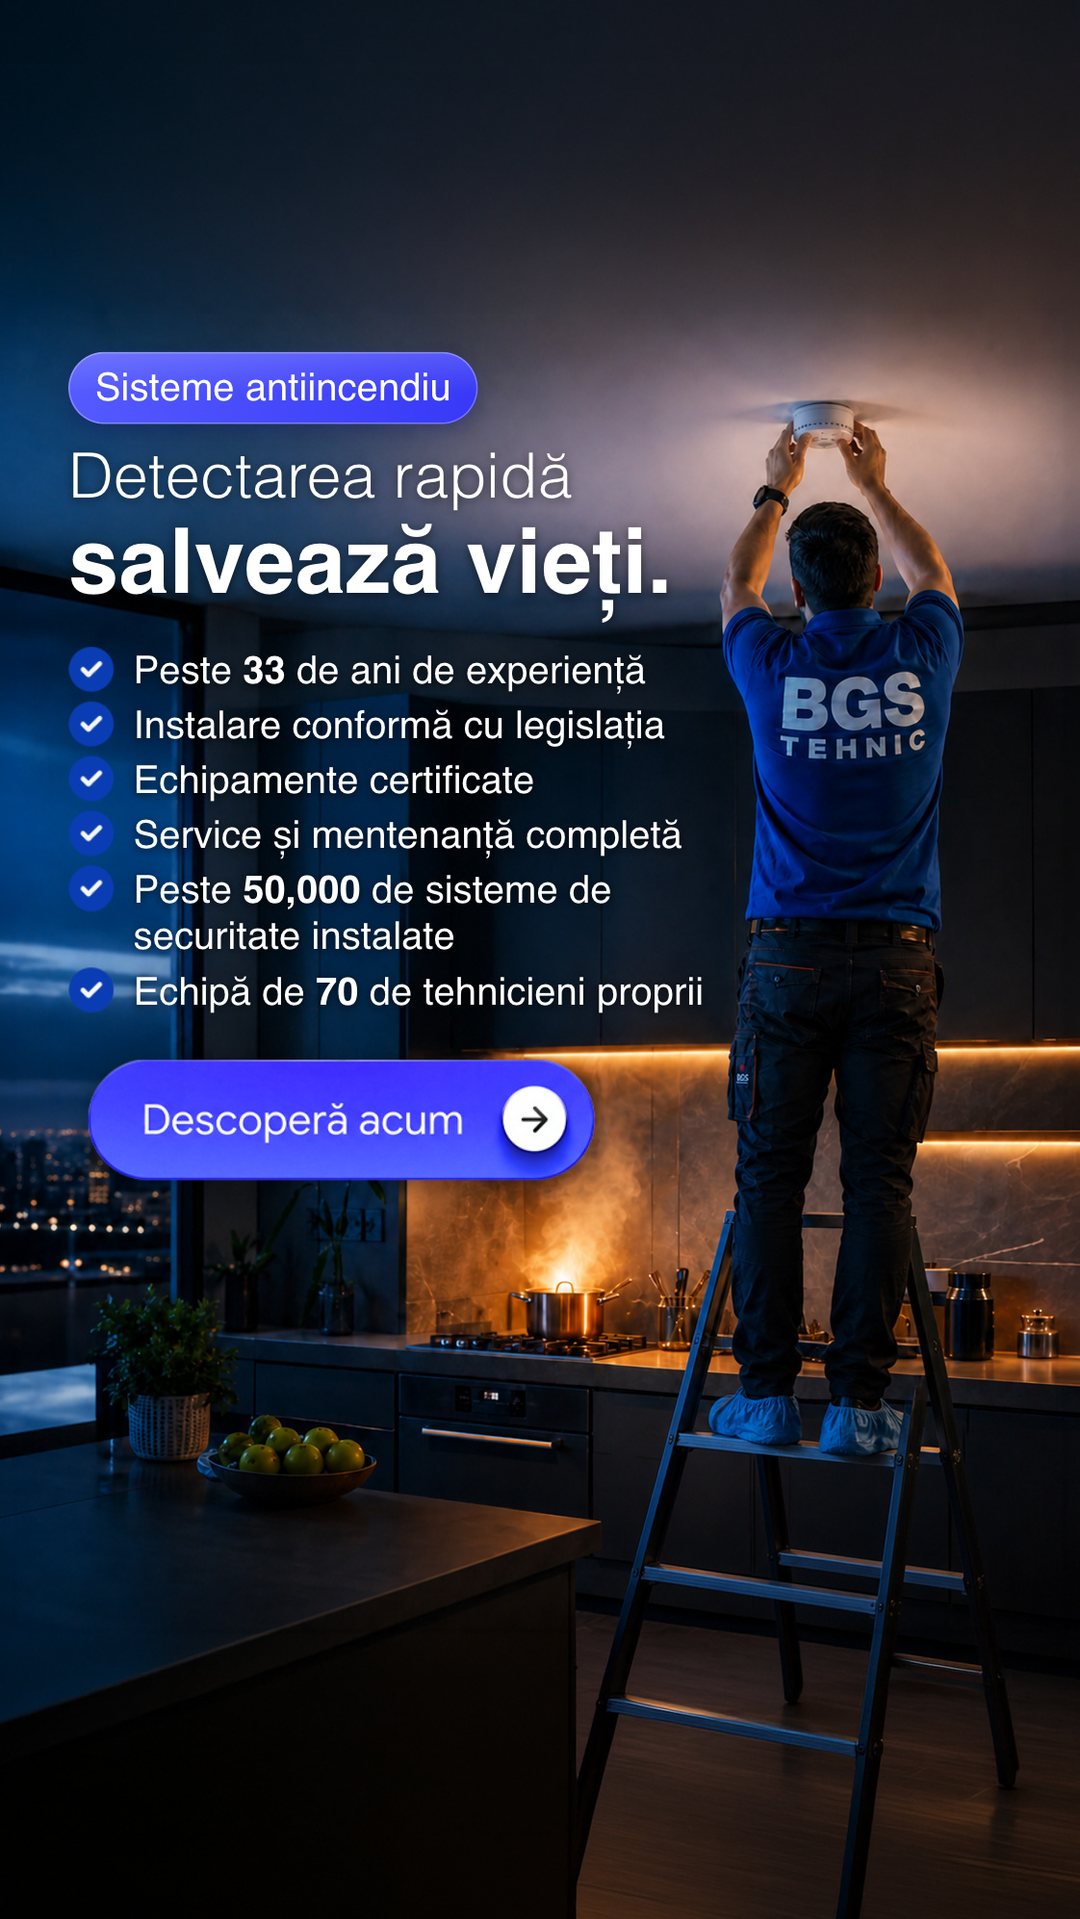 Sisteme antiincendiu
Detectarea rapidă
salvează vieți.
Peste 33 de ani de experiență
Instalare conformă cu legislația
Echipamente certificate
Service și mentenanță completă
Peste 50,000 de sisteme de
securitate instalate
Echipă de 70 de tehnicieni proprii
Descoperă acum
BGS
TEHNIC
BGS